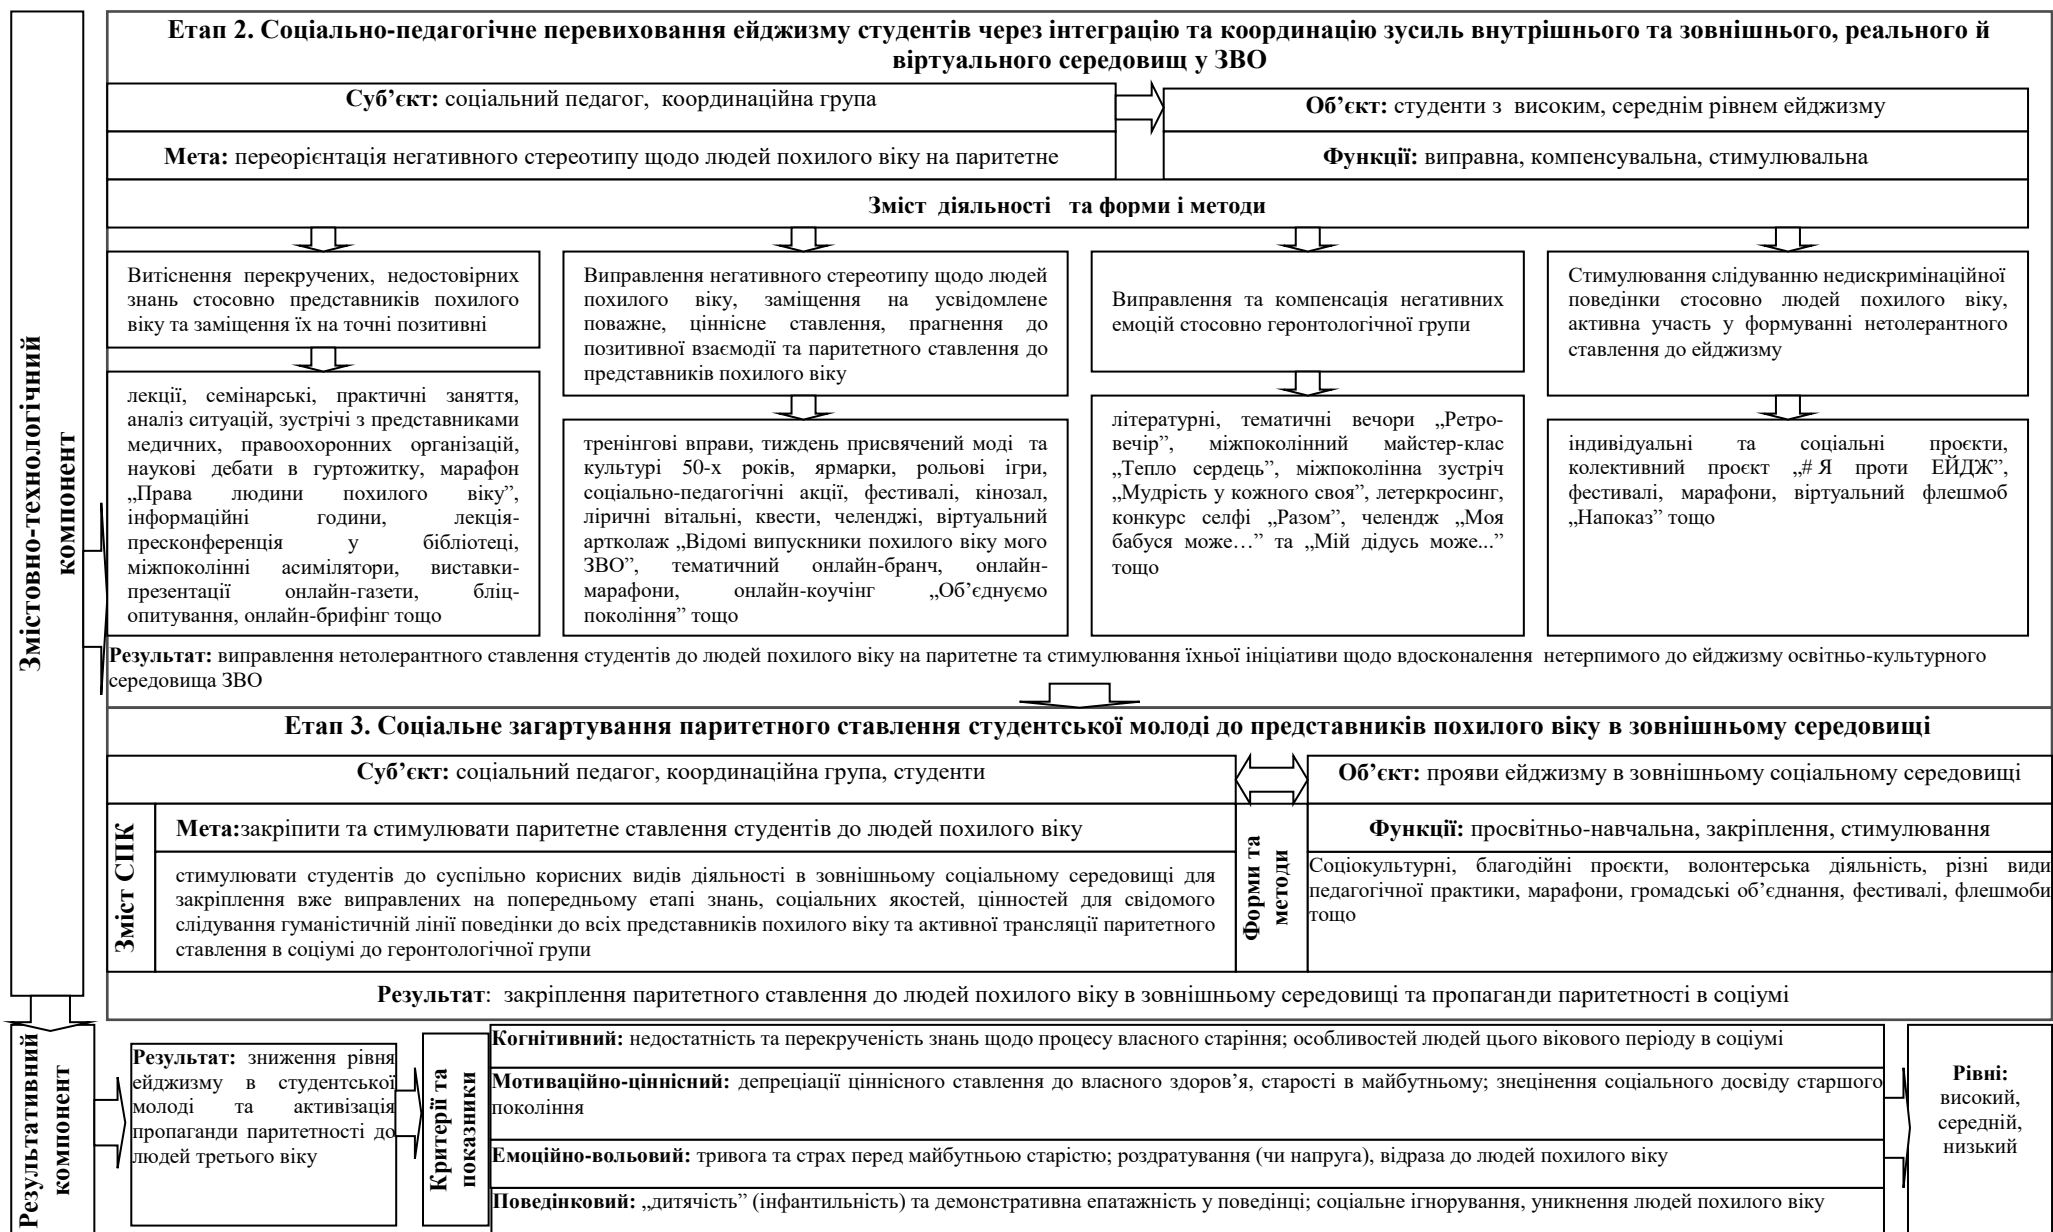 Змістовно-технологічний
компонент
Етап 2. Соціально-педагогічне перевиховання ейджизму студентів через інтеграцію та координацію зусиль внутрішнього та зовнішнього, реального й
віртуального середовищ у ЗВО
Суб’єкт: соціальний педагог, координаційна група
Об’єкт: студенти з високим, середнім рівнем ейджизму
Мета: переорієнтація негативного стереотипу щодо людей похилого віку на паритетне
Функції: виправна, компенсувальна, стимулювальна
Зміст діяльності та форми і методи
Витіснення перекручених, недостовірних
знань стосовно представників похилого
віку та заміщення їх на точні позитивні
лекції, семінарські, практичні заняття,
аналіз ситуацій, зустрічі з представниками
медичних, правоохоронних організацій,
наукові дебати в гуртожитку, марафон
„Права людини похилого віку”,
інформаційні години, лекція-
пресконференція у бібліотеці,
міжпоколінні асимілятори, виставки-
презентації онлайн-газети, бліц-
опитування, онлайн-брифінг тощо
Виправлення негативного стереотипу щодо людей
похилого віку, заміщення на усвідомлене
поважне, ціннісне ставлення, прагнення до
позитивної взаємодії та паритетного ставлення до
представників похилого віку
тренінгові вправи, тиждень присвячений моді та
культурі 50-х років, ярмарки, рольові ігри,
соціально-педагогічні акції, фестивалі, кінозал,
ліричні вітальні, квести, челенджі, віртуальний
артколаж „Відомі випускники похилого віку мого
ЗВО”, тематичний онлайн-бранч, онлайн-
марафони, онлайн-коучінг „Об’єднуємо
покоління” тощо
Виправлення та компенсація негативних
емоцій стосовно геронтологічної групи
літературні, тематичні вечори „Ретро-
вечір”, міжпоколінний майстер-клас
„Тепло сердець”, міжпоколінна зустріч
„Мудрість у кожного своя”, летеркросинг,
конкурс селфі „Разом”, челендж „Моя
бабуся може…” та „Мій дідусь може...”
тощо
Стимулювання слідуванню недискримінаційної
поведінки стосовно людей похилого віку,
активна участь у формуванні нетолерантного
ставлення до ейджизму
індивідуальні та соціальні проєкти,
колективний проєкт „# Я проти ЕЙДЖ”,
фестивалі, марафони, віртуальний флешмоб
„Напоказ” тощо
Результат: виправлення нетолерантного ставлення студентів до людей похилого віку на паритетне та стимулювання їхньої ініціативи щодо вдосконалення нетерпимого до ейджизму освітньо-культурного
середовища ЗВО
Етап 3. Соціальне загартування паритетного ставлення студентської молоді до представників похилого віку в зовнішньому середовищі
Суб’єкт: соціальний педагог, координаційна група, студенти
Об’єкт: прояви ейджизму в зовнішньому соціальному середовищі
Зміст СПК
Мета:закріпити та стимулювати паритетне ставлення студентів до людей похилого віку
стимулювати студентів до суспільно корисних видів діяльності в зовнішньому соціальному середовищі для
закріплення вже виправлених на попередньому етапі знань, соціальних якостей, цінностей для свідомого
слідування гуманістичній лінії поведінки до всіх представників похилого віку та активної трансляції паритетного
ставлення в соціумі до геронтологічної групи
Форми та
методи
Функції: просвітньо-навчальна, закріплення, стимулювання
Соціокультурні, благодійні проєкти, волонтерська діяльність, різні види
педагогічної практики, марафони, громадські об’єднання, фестивалі, флешмоби
тощо
Результат: закріплення паритетного ставлення до людей похилого віку в зовнішньому середовищі та пропаганди паритетності в соціумі
Результативний
компонент
Результат: зниження рівня
ейджизму в студентської
молоді та активізація
пропаганди паритетності до
людей третього віку
Критерії та
показники
Когнітивний: недостатність та перекрученість знань щодо процесу власного старіння; особливостей людей цього вікового періоду в соціумі
Мотиваційно-ціннісний: депреціації ціннісного ставлення до власного здоров’я, старості в майбутньому; знецінення соціального досвіду старшого
покоління
Емоційно-вольовий: тривога та страх перед майбутньою старістю; роздратування (чи напруга), відраза до людей похилого віку
Поведінковий: „дитячість” (інфантильність) та демонстративна епатажність у поведінці; соціальне ігнорування, уникнення людей похилого віку
Рівні:
високий,
середній,
низький